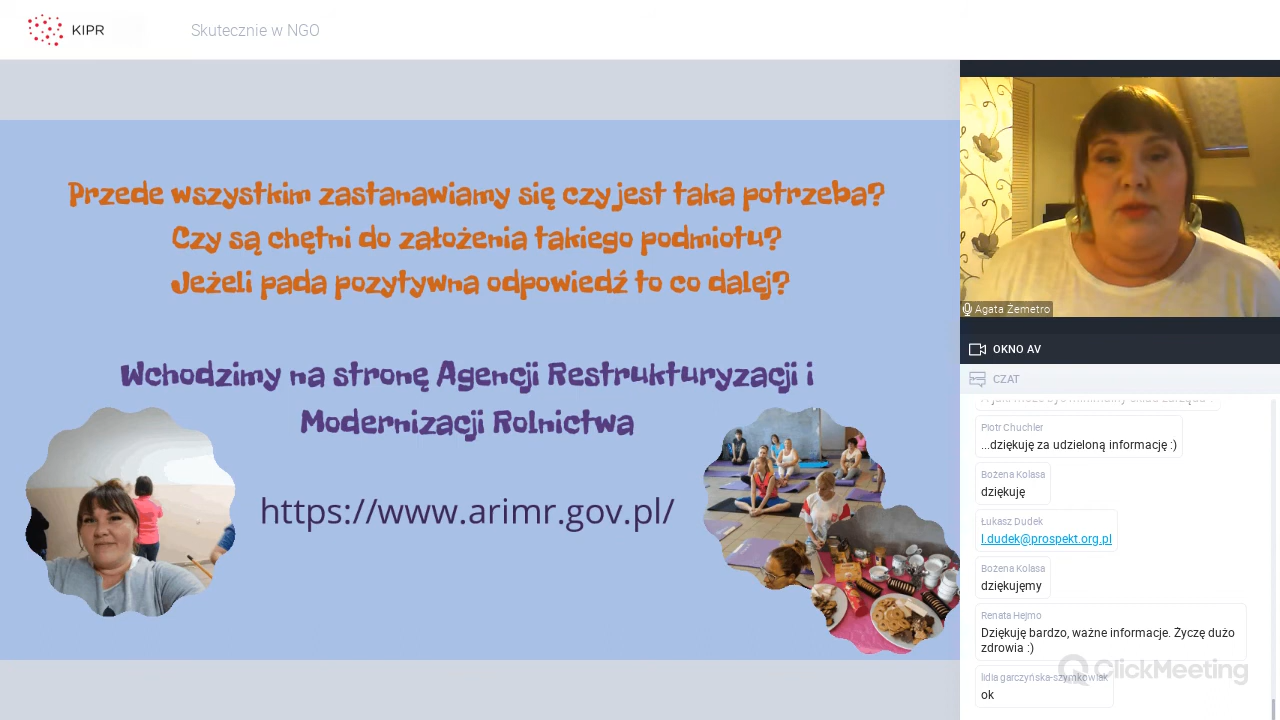 KIPR
Skutecznie w NGO
Przede wszystkim zastanawiamy się czy jest taka potrzeba?
Czy są chętni do założenia takiego podmiotu?
Jeżeli pada pozytywna odpowiedź to co dalej?
Wchodzimy na stronę Agencji Restrukturyzacji i
Modernizacji Rolnictwa
https://www.arimr.gov.pl/
Agata Żemetro
OKNO AV
CZAT
Piotr Chuchler
...dziękuję za udzieloną informację :)
Bożena Kolasa
dziękuję
Łukasz Dudek
l.dudek@prospekt.org.pl
Bożena Kolasa
dziękujęmy
Renata Hejmo
Dziękuję bardzo, ważne informacje. Życzę dużo
zdrowia :)
ClickMeeting
lidia garczyńska-szymkowiak
ok